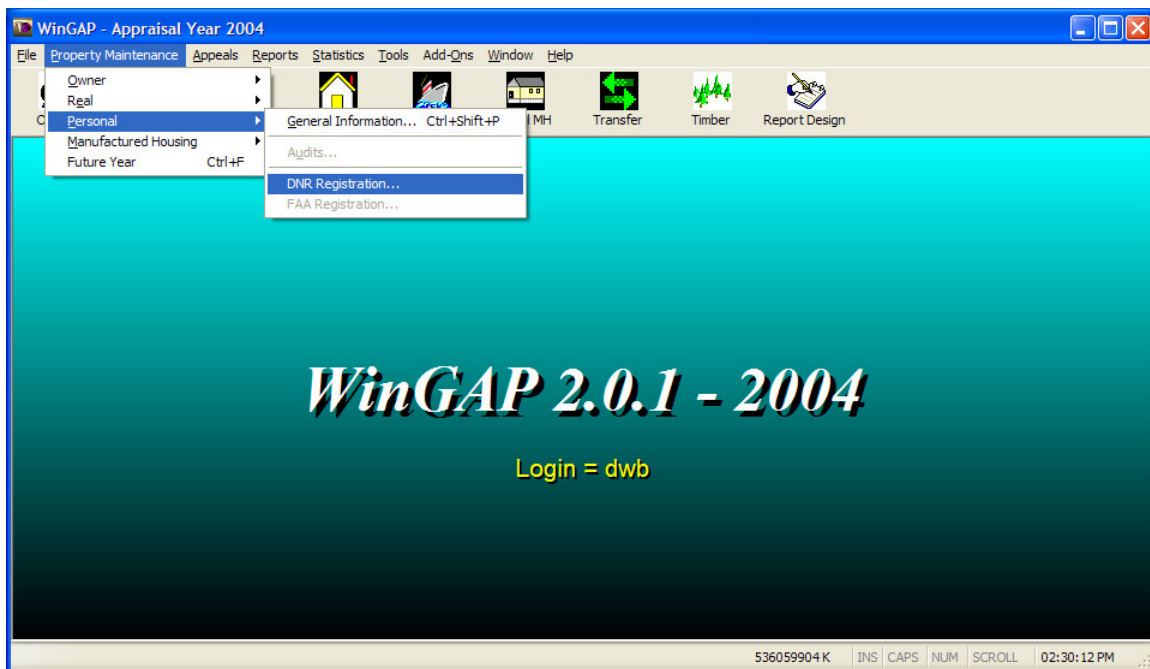 WinGAP - Appraisal Year 2004
File Property Maintenance Appeals Reports Statistics Tools Add-Ons Window Help
Owner
Real
Personal
Manufactured Housing
Future Year Ctrl+F
General Information... Ctrl+Shift+P
Audits...
DNR Registration...
FAA Registration...
MH Transfer Timber Report Design
WinGAP 2.0.1 - 2004
Login = dwb
536059904 K INS CAPS NUM SCROLL 02:30:12 PM